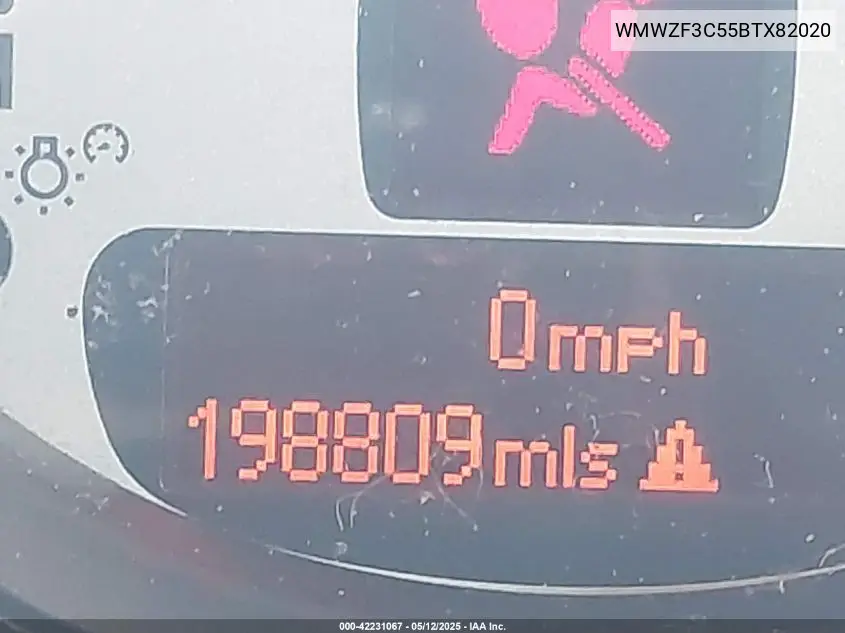 WMWZF3C55BTX82020
0mph
198809mls
000-42231067 - 05/12/2025 - IAA Inc.